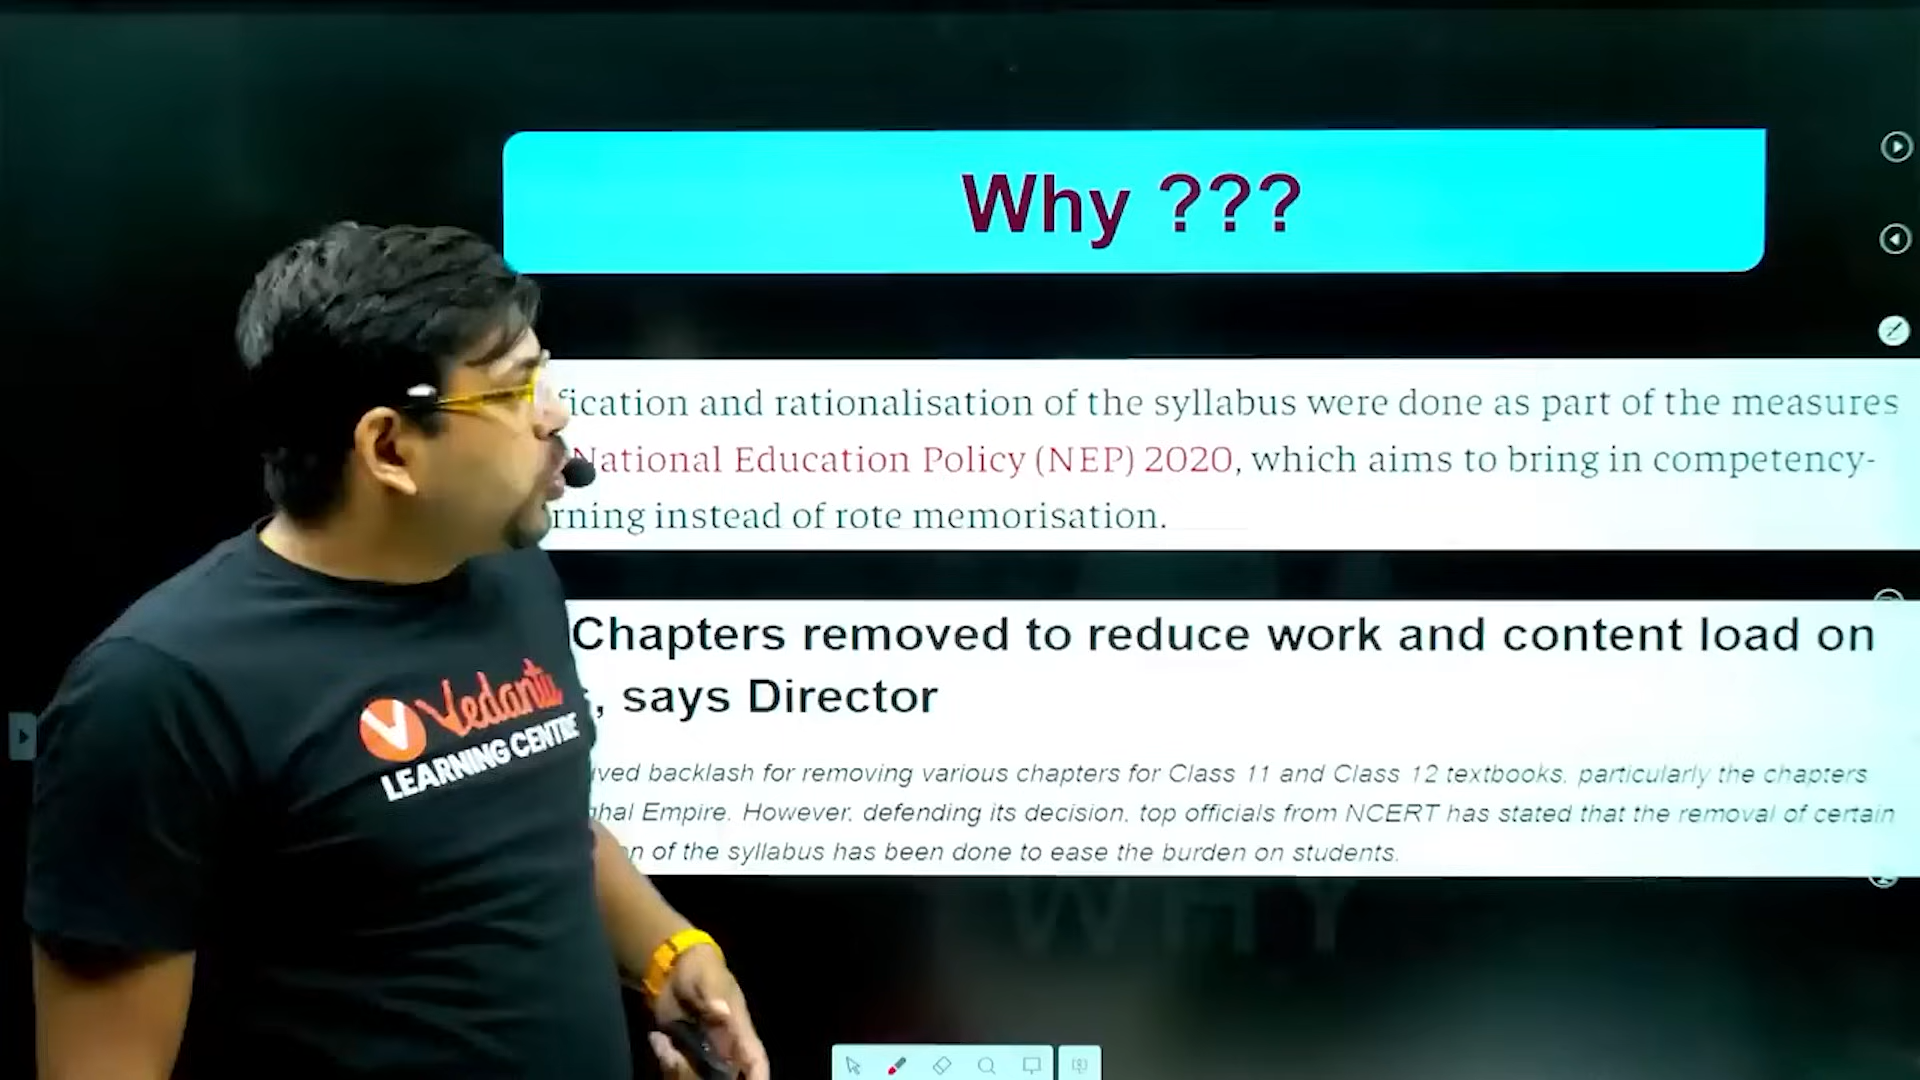 Why ???
fication and rationalisation of the syllabus were done as part of the measures
National Education Policy (NEP) 2020, which aims to bring in competency-
rning instead of rote memorisation.
Chapters removed to reduce work and content load on
, says Director
ved backlash for removing various chapters for Class 11 and Class 12 textbooks, particularly the chapters
hal Empire. However, defending its decision, top officials from NCERT has stated that the removal of certain
n of the syllabus has been done to ease the burden on students.
WHY
V Vedantu
LEARNING CENTRE